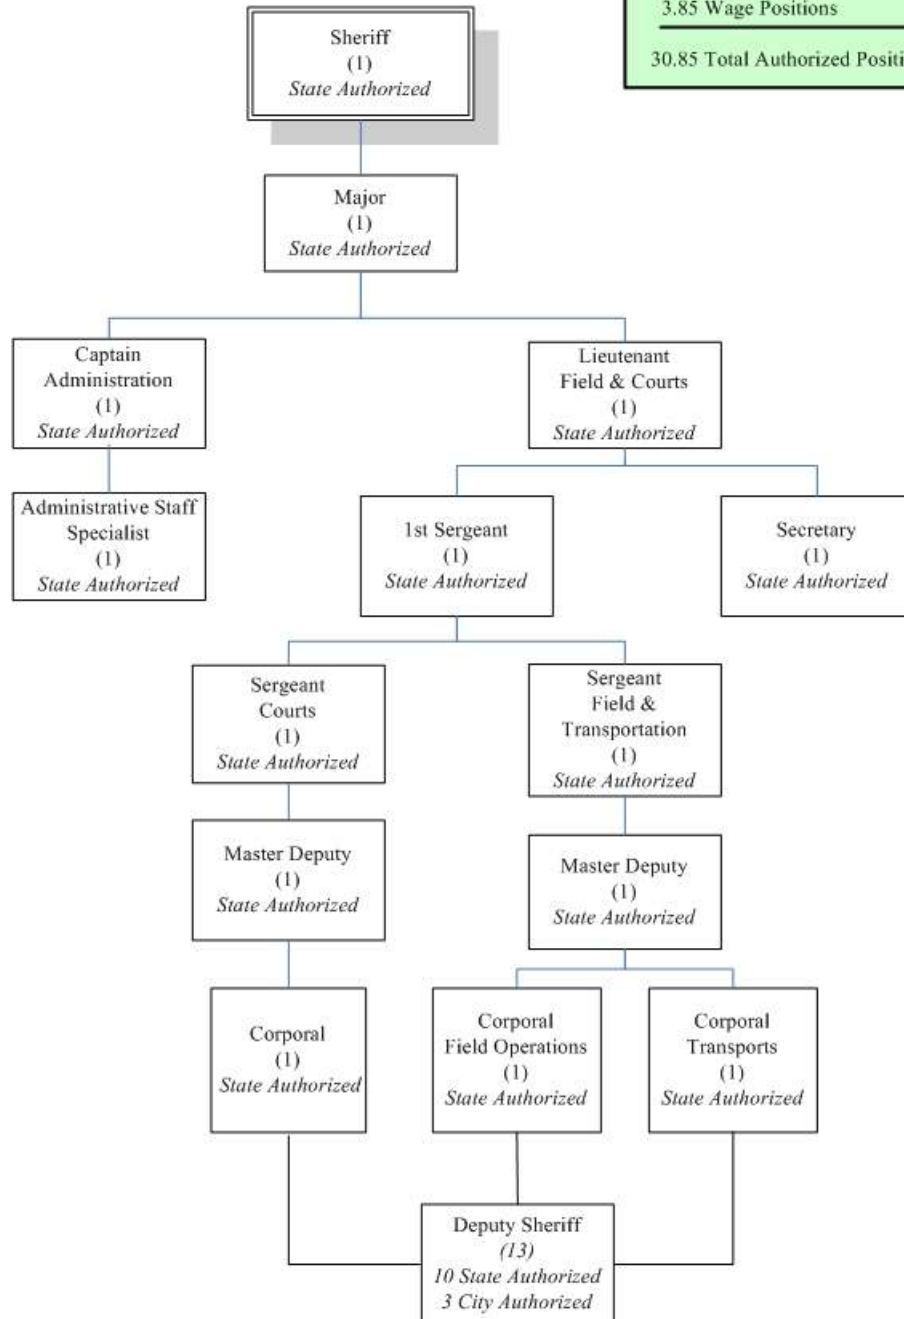 3.85 Wage Positions
30.85 Total Authorized
Sheriff
(1)
State Authorized
Major
(1)
State Authorized
Captain
Administration
(1)
State Authorized
Lieutenant
Field & Courts
(1)
State Authorized
Administrative Staff
Specialist
(1)
State Authorized
1st Sergeant
(1)
State Authorized
Secretary
(1)
State Authorized
Sergeant
Courts
(1)
State Authorized
Sergeant
Field &
Transportation
(1)
State Authorized
Master Deputy
(1)
State Authorized
Master Deputy
(1)
State Authorized
Corporal
(1)
State Authorized
Corporal
Field Operations
(1)
State Authorized
Corporal
Transports
(1)
State Authorized
Deputy Sheriff
(13)
10 State Authorized
3 City Authorized